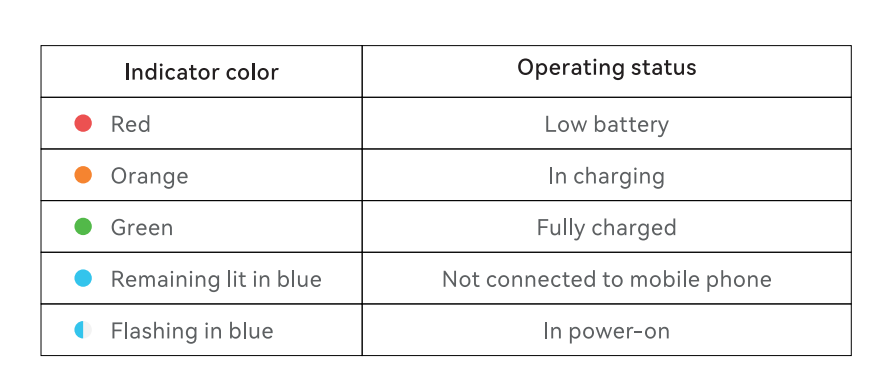 Indicator color Operating status
Red Low battery
Orange In charging
Green Fully charged
Remaining lit in blue Not connected to mobile phone
Flashing in blue In power-on